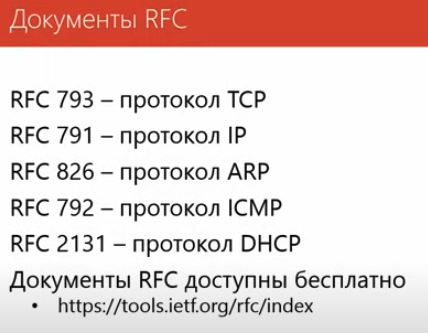 Документы RFC
RFC 793 – протокол TCP
RFC 791 – протокол IP
RFC 826 – протокол ARP
RFC 792 – протокол ICMP
RFC 2131 – протокол DHCP
Документы RFC доступны бесплатно
• https://tools.ietf.org/rfc/index